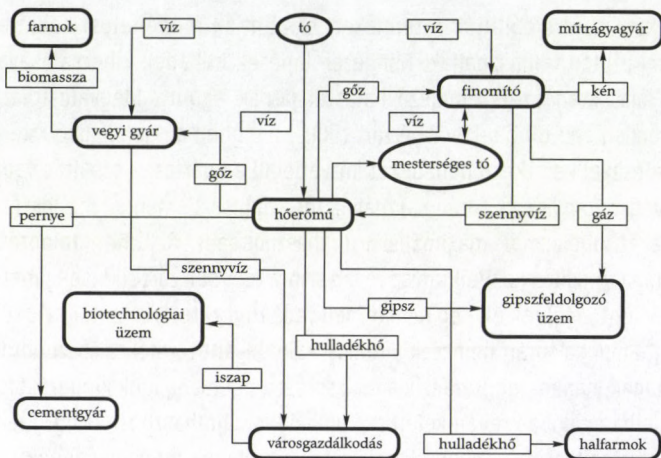 farmok
víz
tó
víz
műtrágyagyár
biomassza
gőz
finomító
kén
vegyi gyár
víz
víz
mesterséges tó
gőz
pernye
hőerőmű
szennyvíz
gáz
szennyvíz
biotechnológiai
üzem
gipsz
gipszfeldolgozó
üzem
hulladékhő
iszap
cementgyár
városgazdálkodás
hulladékhő
halfarmok